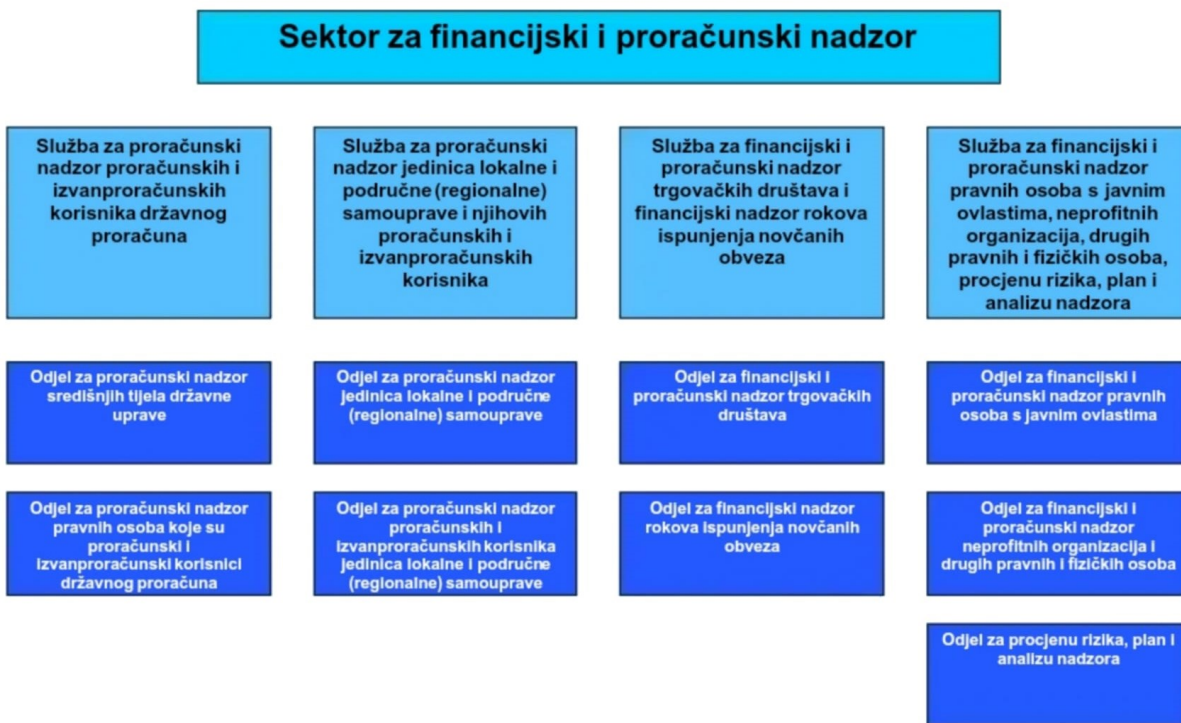 Sektor za financijski i proračunski nadzor
Služba za proračunski
nadzor proračunskih i
izvanproračunskih
korisnika državnog
proračuna
Služba za proračunski
nadzor jedinica lokalne i
područne (regionalne)
samouprave i njihovih
proračunskih i
izvanproračunskih
korisnika
Služba za financijski i
proračunski nadzor
trgovačkih društava i
financijski nadzor rokova
ispunjenja novčanih
obveza
Služba za financijski i
proračunski nadzor
pravnih osoba s javnim
ovlastima, neprofitnih
organizacija, drugih
pravnih i fizičkih osoba,
procjenu rizika, plan i
analizu nadzora
Odjel za proračunski nadzor
središnjih tijela državne
uprave
Odjel za proračunski nadzor
jedinica lokalne i područne
(regionalne) samouprave
Odjel za financijski i
proračunski nadzor trgovačkih
društava
Odjel za financijski i
proračunski nadzor pravnih
osoba s javnim ovlastima
Odjel za proračunski nadzor
pravnih osoba koje su
proračunski i
izvanproračunski korisnici
državnog proračuna
Odjel za proračunski nadzor
proračunskih i
izvanproračunskih korisnika
jedinica lokalne i područne
(regionalne) samouprave
Odjel za financijski nadzor
rokova ispunjenja novčanih
obveza
Odjel za financijski i
proračunski nadzor
neprofitnih organizacija i
drugih pravnih i fizičkih osoba
Odjel za procjenu rizika, plan i
analizu nadzora